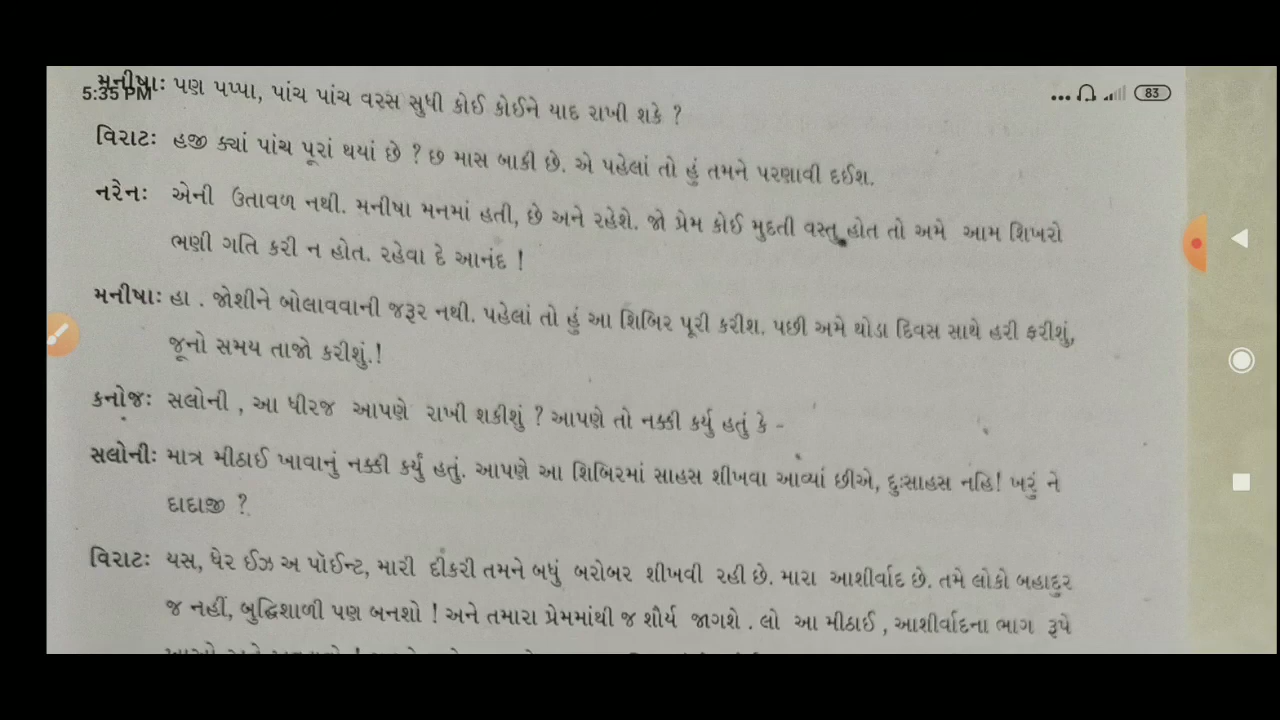 મનીષા: પણ પપ્પા, પાંચ પાંચ વરસ સુધી કોઈ કોઈને યાદ રાખી શકે ?
5:35 PM
83
વિરાટ: હજી ક્યાં પાંચ પૂરાં થયાં છે ? છ માસ બાકી છે. એ પહેલાં તો હું તમને પરણાવી દઈશ.
નરેન: એની ઉતાવળ નથી. મનીષા મનમાં હતી, છે અને રહેશે. જો પ્રેમ કોઈ મુદતી વસ્તુ હોત તો અમે આમ શિખરો
ભણી ગતિ કરી ન હોત. રહેવા દે આનંદ !
મનીષા: હા . જોશીને બોલાવવાની જરૂર નથી. પહેલાં તો હું આ શિબિર પૂરી કરીશ. પછી અમે થોડા દિવસ સાથે હરી ફરીશું,
જૂનો સમય તાજો કરીશું.!
કનોજ: સલોની , આ ધીરજ આપણે રાખી શકીશું ? આપણે તો નક્કી કર્યુ હતું કે -
સલોની: માત્ર મીઠાઈ ખાવાનું નક્કી કર્યું હતું. આપણે આ શિબિરમાં સાહસ શીખવા આવ્યાં છીએ, દુઃસાહસ નહિ! ખરું ને
દાદાજી ?
વિરાટ: યસ, ધેર ઈઝ અ પૉઈન્ટ, મારી દીકરી તમને બધું બરોબર શીખવી રહી છે. મારા આશીર્વાદ છે. તમે લોકો બહાદુર
જ નહીં, બુદ્ધિશાળી પણ બનશો ! અને તમારા પ્રેમમાંથી જ શૌર્ય જાગશે . લો આ મીઠાઈ , આશીર્વાદના ભાગ રૂપે